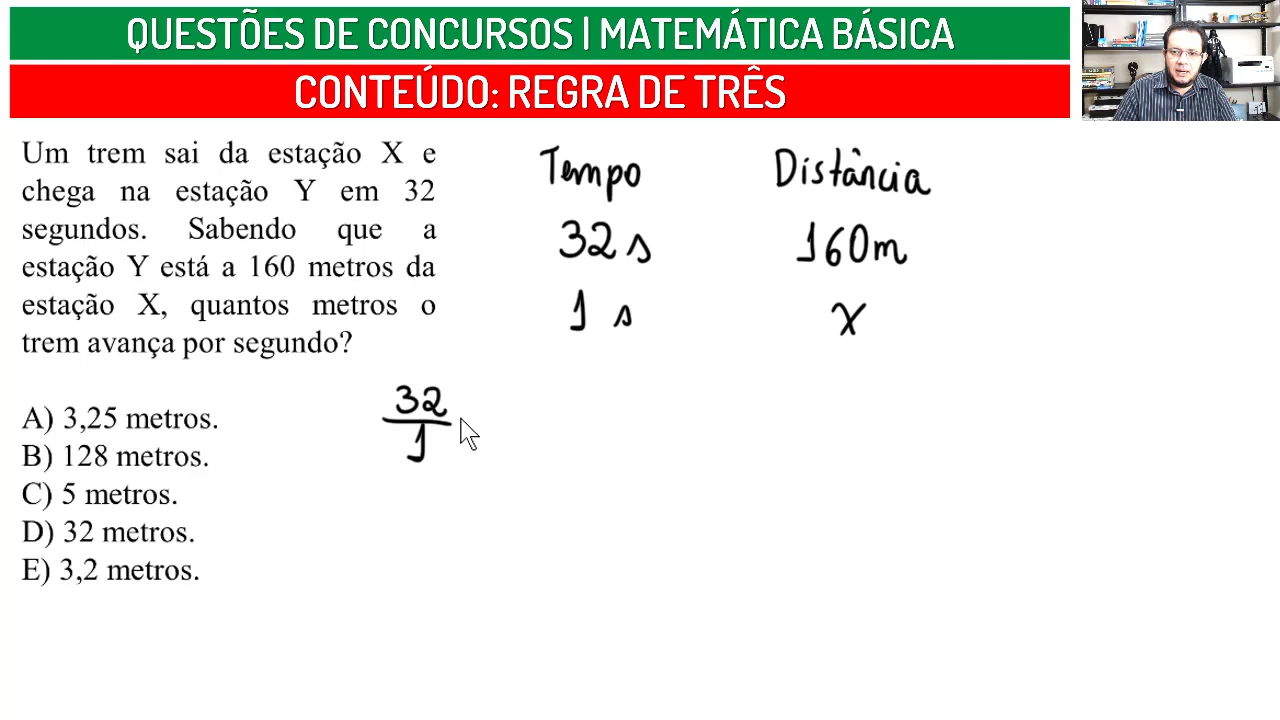 QUESTÕES DE CONCURSOS | MATEMÁTICA BÁSICA
CONTEÚDO: REGRA DE TRÊS
Um trem sai da estação X e
chega na estação Y em 32
segundos. Sabendo que a
estação Y está a 160 metros da
estação X, quantos metros o
trem avança por segundo?
A) 3,25 metros.
B) 128 metros.
C) 5 metros.
D) 32 metros.
E) 3,2 metros.
Tempo Distância
32 s 160m
1 s x
32
1